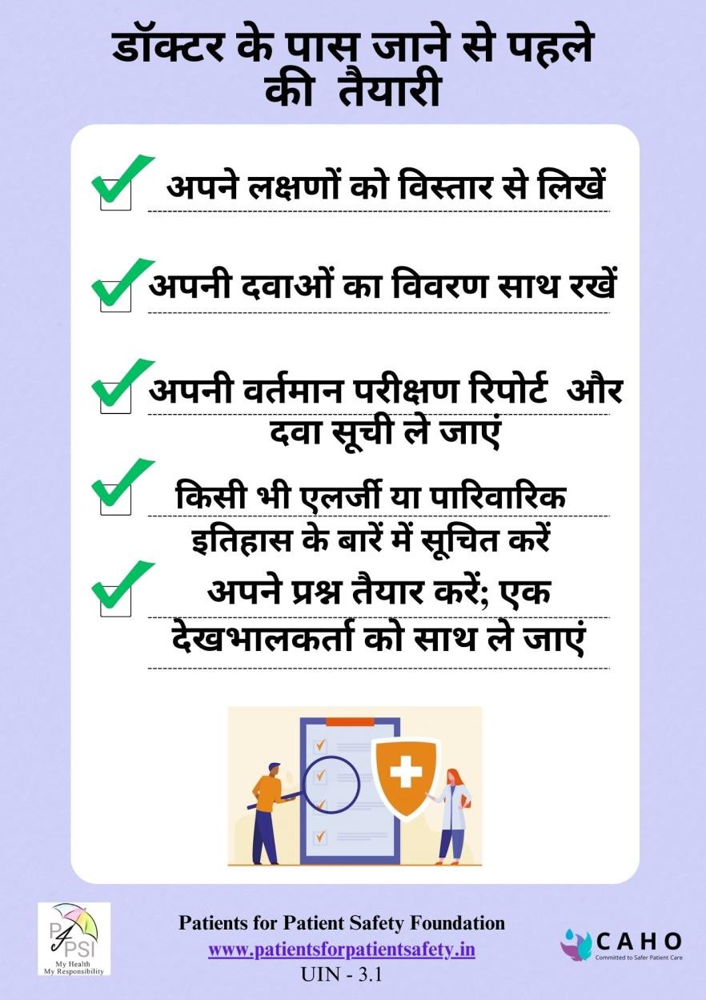 डॉक्टर के पास जाने से पहले
की तैयारी
अपने लक्षणों को विस्तार से लिखें
अपनी दवाओं का विवरण साथ रखें
अपनी वर्तमान परीक्षण रिपोर्ट और
दवा सूची ले जाएं
किसी भी एलर्जी या पारिवारिक
इतिहास के बारें में सूचित करें
अपने प्रश्न तैयार करें; एक
देखभालकर्ता को साथ ले जाएं
P4PSI
My Health
My Responsibility
Patients for Patient Safety Foundation
www.patientsforpatientsafety.in
UIN - 3.1
CAHO
Committed to Safer Patient Care